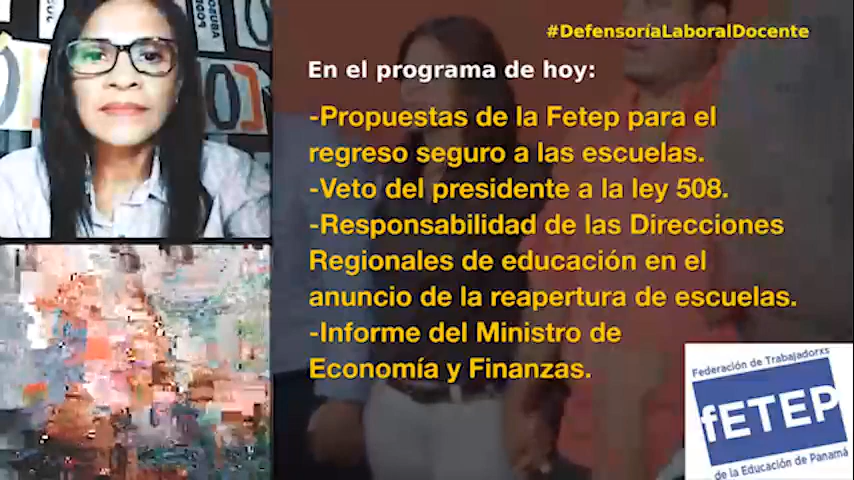 #DefensoríaLaboralDocente
En el programa de hoy:
-Propuestas de la Fetep para el
regreso seguro a las escuelas.
-Veto del presidente a la ley 508.
-Responsabilidad de las Direcciones
Regionales de educación en el
anuncio de la reapertura de escuelas.
-Informe del Ministro de
Economía y Finanzas.
Federación de Trabajadorxs
fETEP
de la Educación de Panamá